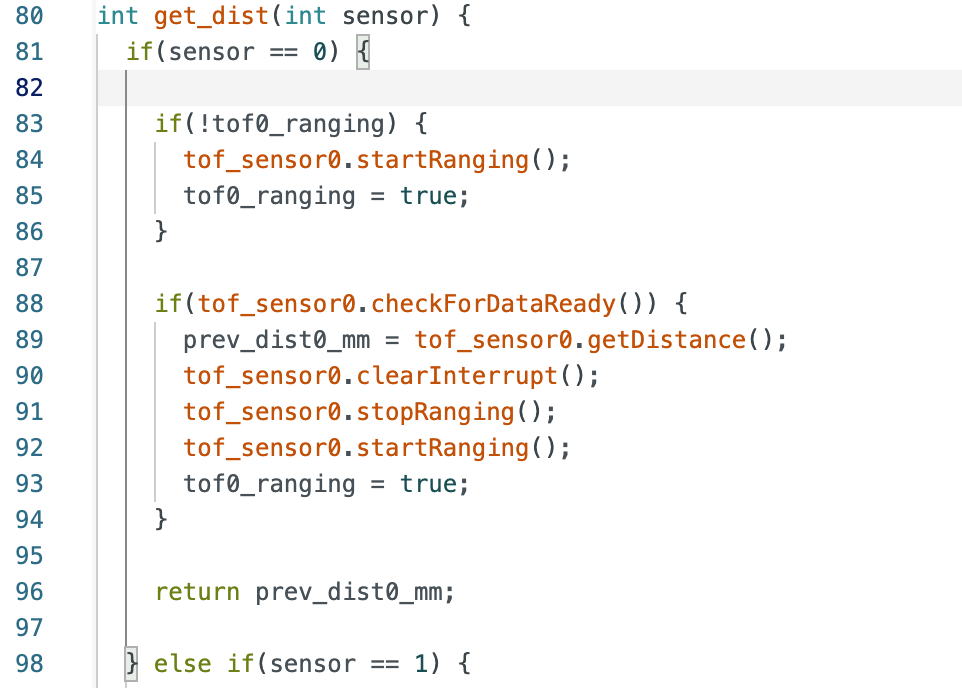 80 int get_dist(int sensor) {
81 if(sensor == 0) {
82
83 if(!tof0_ranging) {
84 tof_sensor0.startRanging();
85 tof0_ranging = true;
86 }
87
88 if(tof_sensor0.checkForDataReady()) {
89 prev_dist0_mm = tof_sensor0.getDistance();
90 tof_sensor0.clearInterrupt();
91 tof_sensor0.stopRanging();
92 tof_sensor0.startRanging();
93 tof0_ranging = true;
94 }
95
96 return prev_dist0_mm;
97
98 } else if(sensor == 1) {